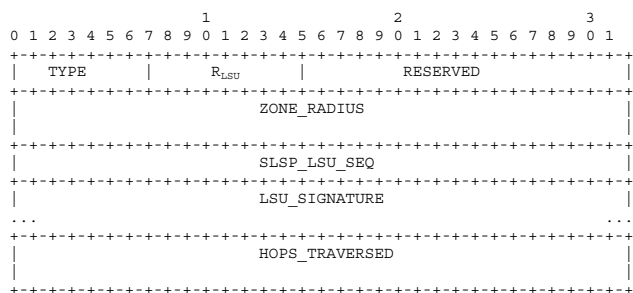 1 2 3
0 1 2 3 4 5 6 7 8 9 0 1 2 3 4 5 6 7 8 9 0 1 2 3 4 5 6 7 8 9 0 1
+-+-+-+-+-+-+-+-+-+-+-+-+-+-+-+-+-+-+-+-+-+-+-+-+-+-+-+-+-+-+-+-+
| TYPE | R_LSU | RESERVED |
+-+-+-+-+-+-+-+-+-+-+-+-+-+-+-+-+-+-+-+-+-+-+-+-+-+-+-+-+-+-+-+-+
| ZONE_RADIUS |
| |
+-+-+-+-+-+-+-+-+-+-+-+-+-+-+-+-+-+-+-+-+-+-+-+-+-+-+-+-+-+-+-+-+
| SLSP_LSU_SEQ |
+-+-+-+-+-+-+-+-+-+-+-+-+-+-+-+-+-+-+-+-+-+-+-+-+-+-+-+-+-+-+-+-+
| LSU_SIGNATURE |
... ...
+-+-+-+-+-+-+-+-+-+-+-+-+-+-+-+-+-+-+-+-+-+-+-+-+-+-+-+-+-+-+-+-+
| HOPS_TRAVERSED |
| |
+-+-+-+-+-+-+-+-+-+-+-+-+-+-+-+-+-+-+-+-+-+-+-+-+-+-+-+-+-+-+-+-+